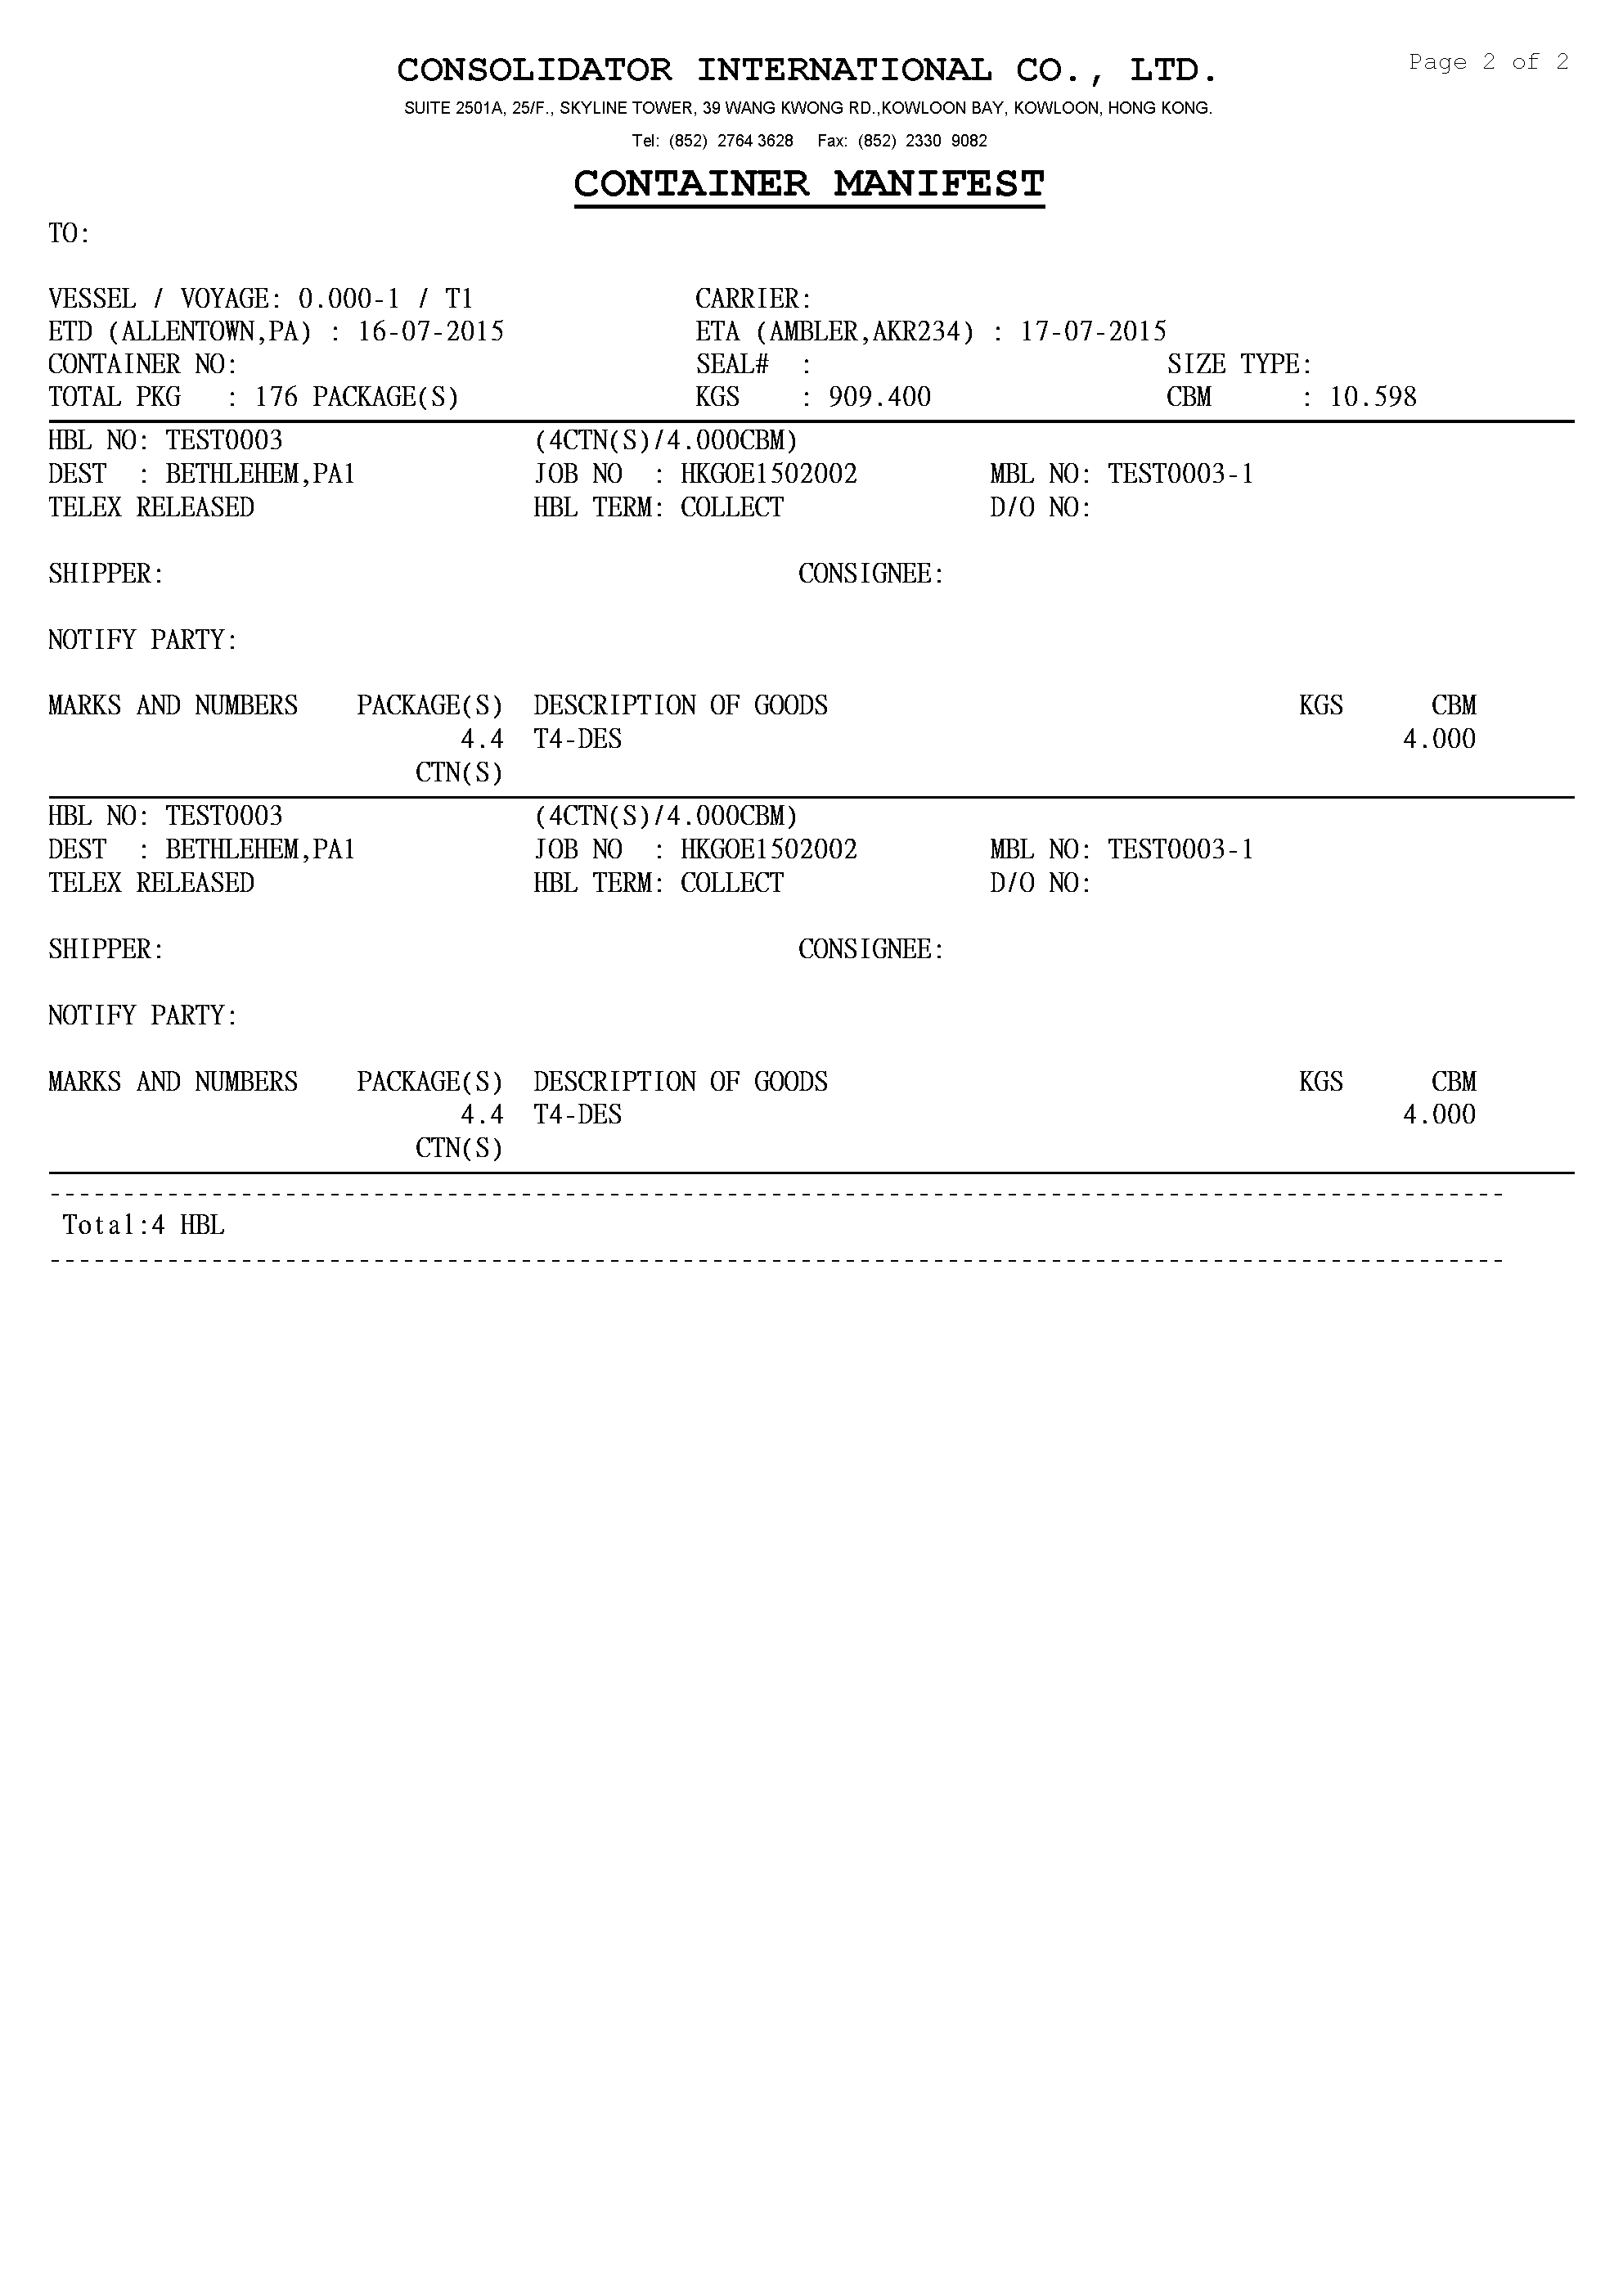 Page 2 of 2
CONSOLIDATOR INTERNATIONAL CO., LTD.
SUITE 2501A, 25/F., SKYLINE TOWER, 39 WANG KWONG RD.,KOWLOON BAY, KOWLOON, HONG KONG.
Tel: (852) 2764 3628 Fax: (852) 2330 9082
CONTAINER MANIFEST
TO:
VESSEL / VOYAGE: 0.000-1 / T1 CARRIER:
ETD (ALLENTOWN,PA) : 16-07-2015 ETA (AMBLER,AKR234) : 17-07-2015
CONTAINER NO: SEAL# : SIZE TYPE:
TOTAL PKG : 176 PACKAGE(S) KGS : 909.400 CBM : 10.598
HBL NO: TEST0003 (4CTN(S)/4.000CBM)
DEST : BETHLEHEM,PA1 JOB NO : HKGOE1502002 MBL NO: TEST0003-1
TELEX RELEASED HBL TERM: COLLECT D/O NO:
SHIPPER: CONSIGNEE:
NOTIFY PARTY:
MARKS AND NUMBERS PACKAGE(S) DESCRIPTION OF GOODS KGS CBM
4.4 T4-DES 4.000
CTN(S)
HBL NO: TEST0003 (4CTN(S)/4.000CBM)
DEST : BETHLEHEM,PA1 JOB NO : HKGOE1502002 MBL NO: TEST0003-1
TELEX RELEASED HBL TERM: COLLECT D/O NO:
SHIPPER: CONSIGNEE:
NOTIFY PARTY:
MARKS AND NUMBERS PACKAGE(S) DESCRIPTION OF GOODS KGS CBM
4.4 T4-DES 4.000
CTN(S)
Total:4 HBL